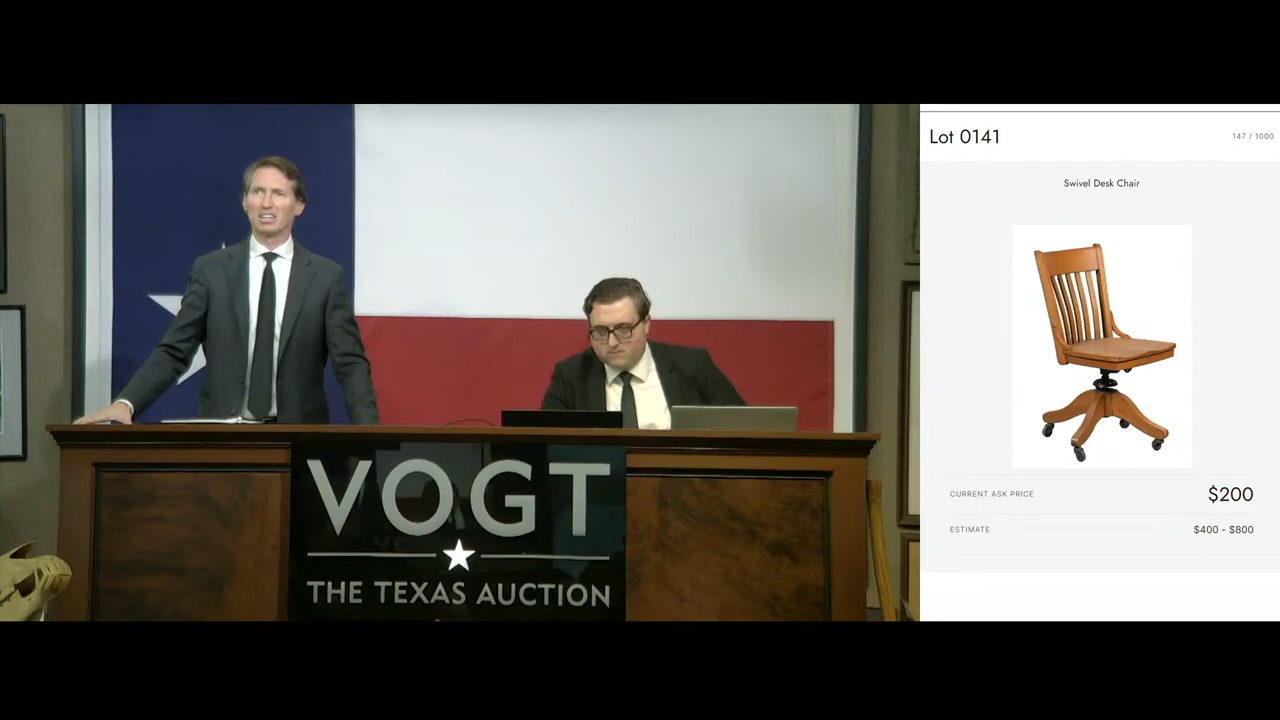 VOGT
THE TEXAS AUCTION
Lot 0141
147 / 1000
Swivel Desk Chair
CURRENT ASK PRICE
$200
ESTIMATE
$400 - $800